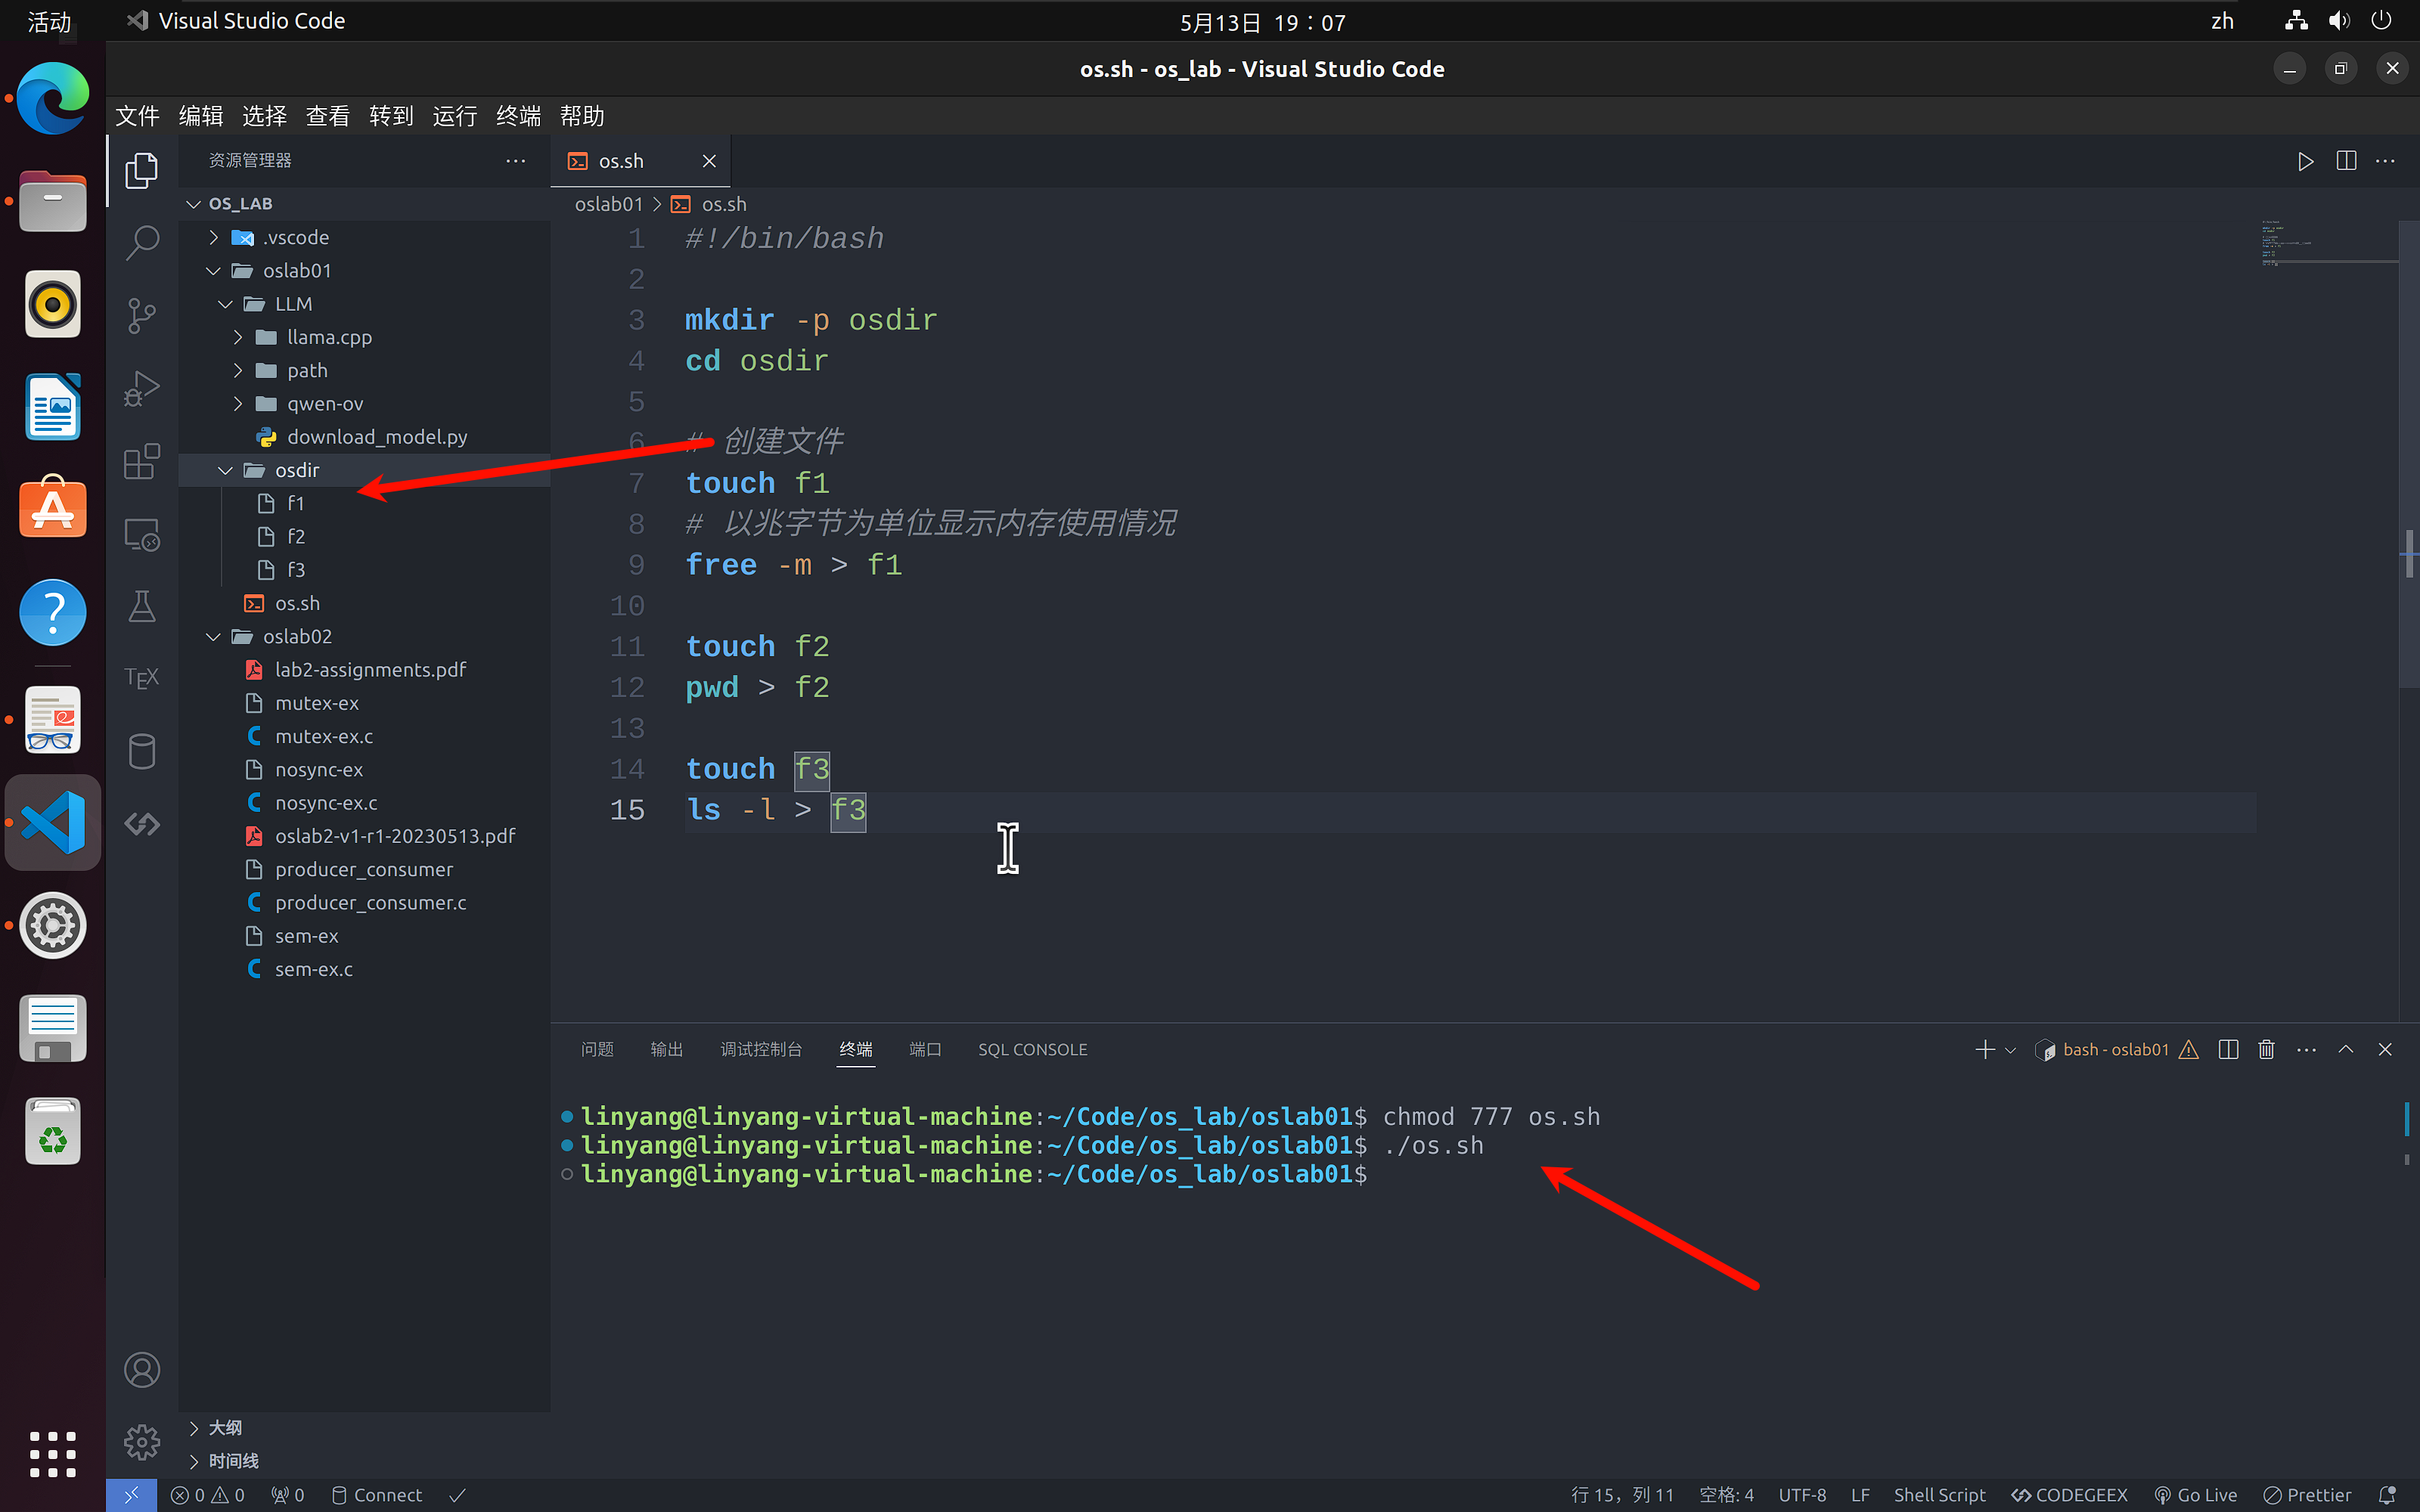 活动
Visual Studio Code
5月13日 19：07
zh
os.sh - os_lab - Visual Studio Code
文件 编辑 选择 查看 转到 运行 终端 帮助
资源管理器
OS_LAB
.vscode
oslab01
LLM
llama.cpp
path
qwen-ov
download_model.py
osdir
f1
f2
f3
os.sh
oslab02
lab2-assignments.pdf
mutex-ex
mutex-ex.c
nosync-ex
nosync-ex.c
oslab2-v1-r1-20230513.pdf
producer_consumer
producer_consumer.c
sem-ex
sem-ex.c
大纲
时间线
TEX
os.sh
oslab01 > os.sh
1 #!/bin/bash
2
3 mkdir -p osdir
4 cd osdir
5
6 # 创建文件
7 touch f1
8 # 以兆字节为单位显示内存使用情况
9 free -m > f1
10
11 touch f2
12 pwd > f2
13
14 touch f3
15 ls -l > f3
问题 输出 调试控制台 终端 端口 SQL CONSOLE
bash - oslab01
linyang@linyang-virtual-machine:~/Code/os_lab/oslab01$ chmod 777 os.sh
linyang@linyang-virtual-machine:~/Code/os_lab/oslab01$ ./os.sh
linyang@linyang-virtual-machine:~/Code/os_lab/oslab01$
0 0 0 Connect
行 15，列 11 空格: 4 UTF-8 LF Shell Script CODEGEEX Go Live Prettier